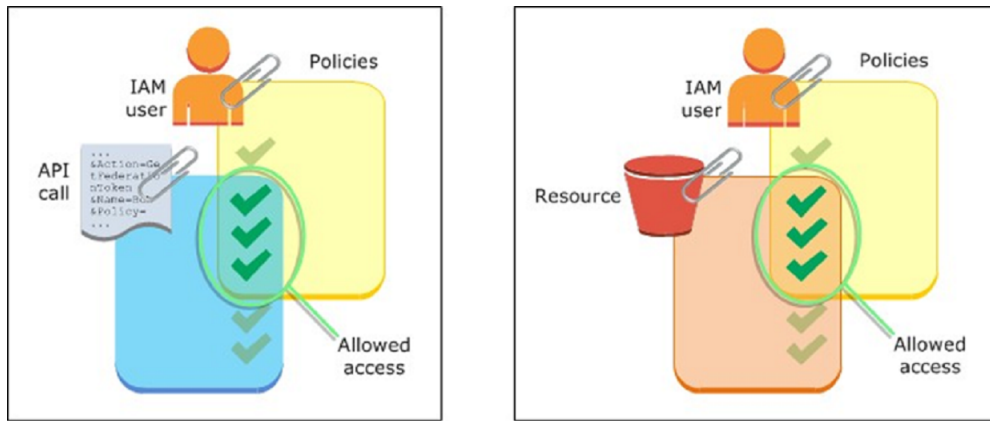 Policies
IAM
user
API
call
...
&Action=Ge
tFederatio
nToken
&Name=Bob
&Policy=
...
Allowed
access
Policies
IAM
user
Resource
Allowed
access